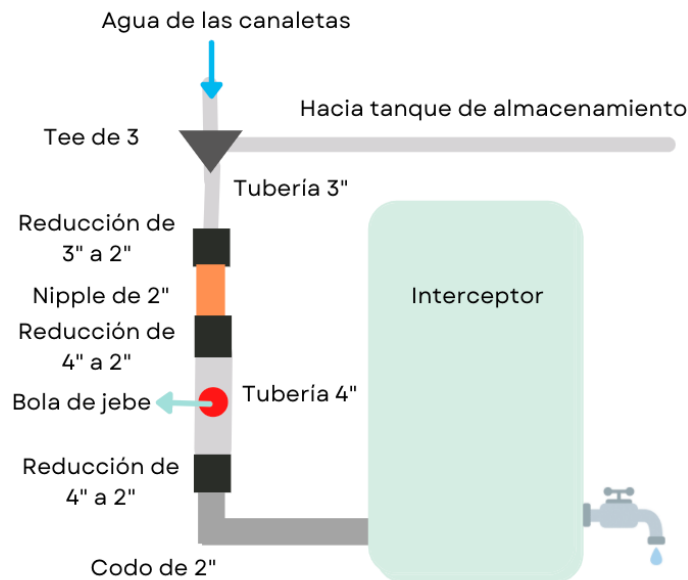 Agua de las canaletas
Hacia tanque de almacenamiento
Tee de 3
Tubería 3"
Reducción de
3" a 2"
Nipple de 2"
Interceptor
Reducción de
4" a 2"
Bola de jebe
Tubería 4"
Reducción de
4" a 2"
Codo de 2"